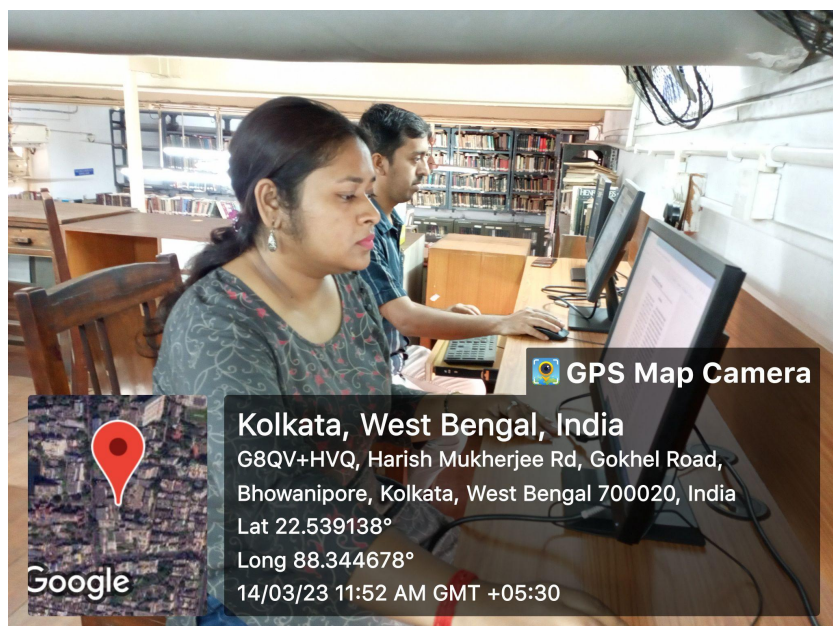 GPS Map Camera
Kolkata, West Bengal, India
G8QV+HVQ, Harish Mukherjee Rd, Gokhel Road,
Bhowanipore, Kolkata, West Bengal 700020, India
Lat 22.539138°
Long 88.344678°
14/03/23 11:52 AM GMT +05:30
Google